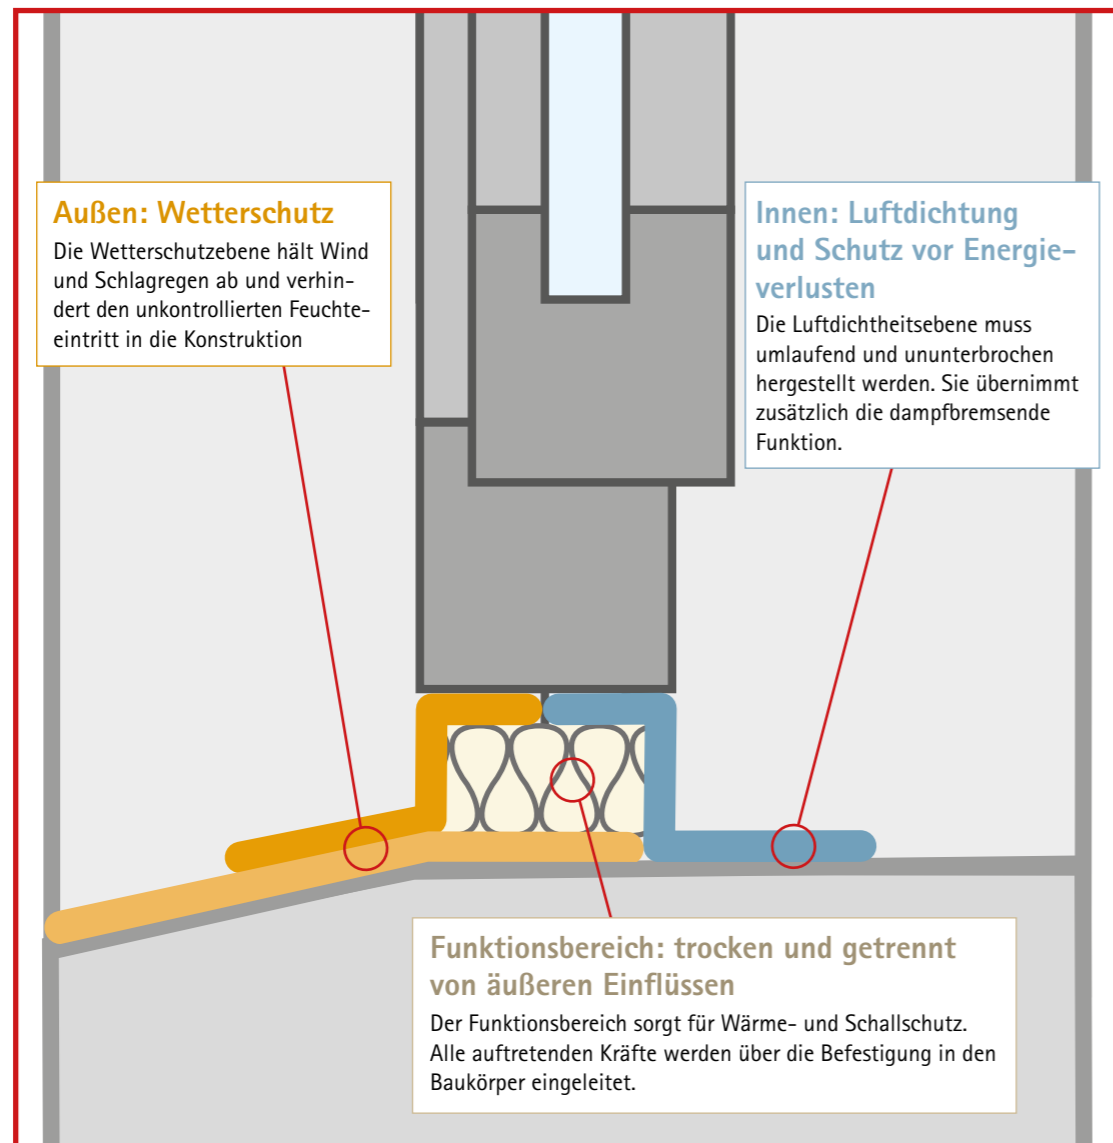 Außen: Wetterschutz
Die Wetterschutzebene hält Wind
und Schlagregen ab und verhin-
dert den unkontrollierten Feuchte-
eintritt in die Konstruktion
Innen: Luftdichtung
und Schutz vor Energie-
verlusten
Die Luftdichtheitsebene muss
umlaufend und ununterbrochen
hergestellt werden. Sie übernimmt
zusätzlich die dampfbremsende
Funktion.
Funktionsbereich: trocken und getrennt
von äußeren Einflüssen
Der Funktionsbereich sorgt für Wärme- und Schallschutz.
Alle auftretenden Kräfte werden über die Befestigung in den
Baukörper eingeleitet.